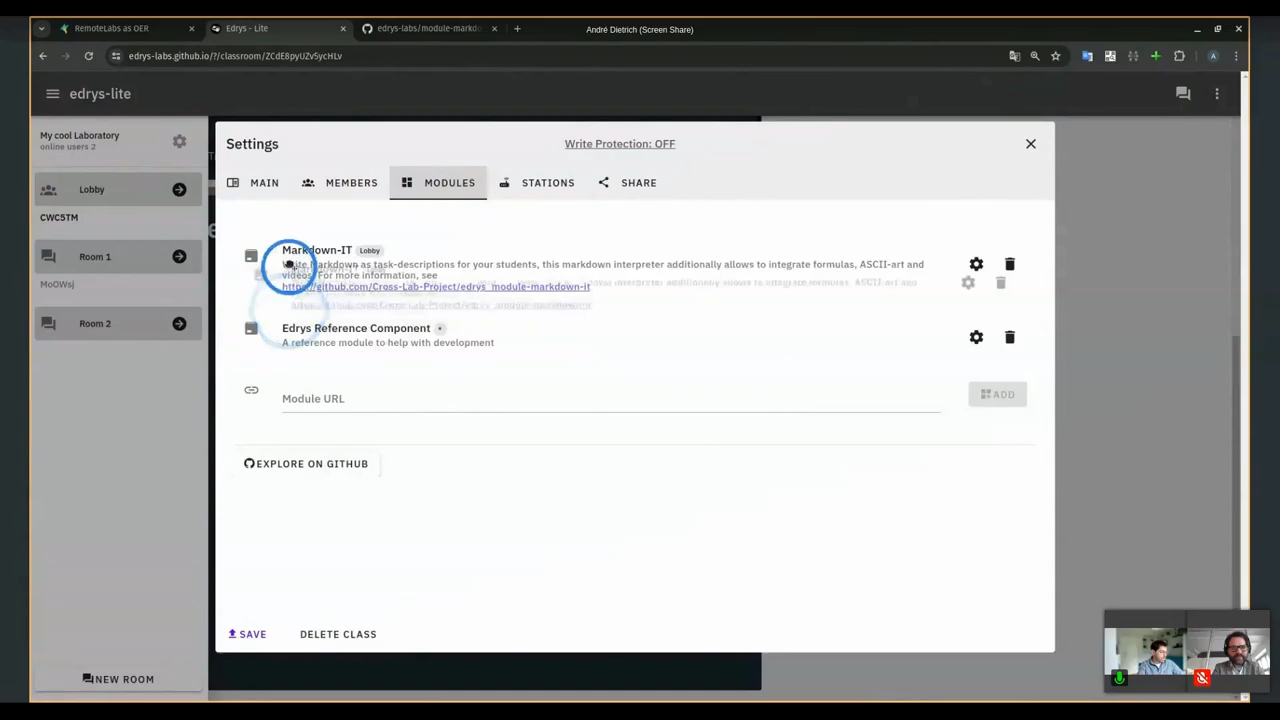 RemoteLabs as OER
Edrys - Lite
edrys-labs/module-markdo
André Dietrich (Screen Share)
edrys-labs.github.io/?/classroom/ZCdE8pyUZv5ycHLv
edrys-lite
My cool Laboratory
online users 2
Lobby
CWC5TM
Room 1
MoOWsj
Room 2
NEW ROOM
Settings
Write Protection: OFF
MAIN
MEMBERS
MODULES
STATIONS
SHARE
Markdown-IT Lobby
Write Markdown as task-descriptions for your students, this markdown interpreter additionally allows to integrate formulas, ASCII-art and
videos. For more information, see
https://github.com/Cross-Lab-Project/edrys_module-markdown-it
Edrys Reference Component *
A reference module to help with development
Module URL
ADD
EXPLORE ON GITHUB
SAVE
DELETE CLASS